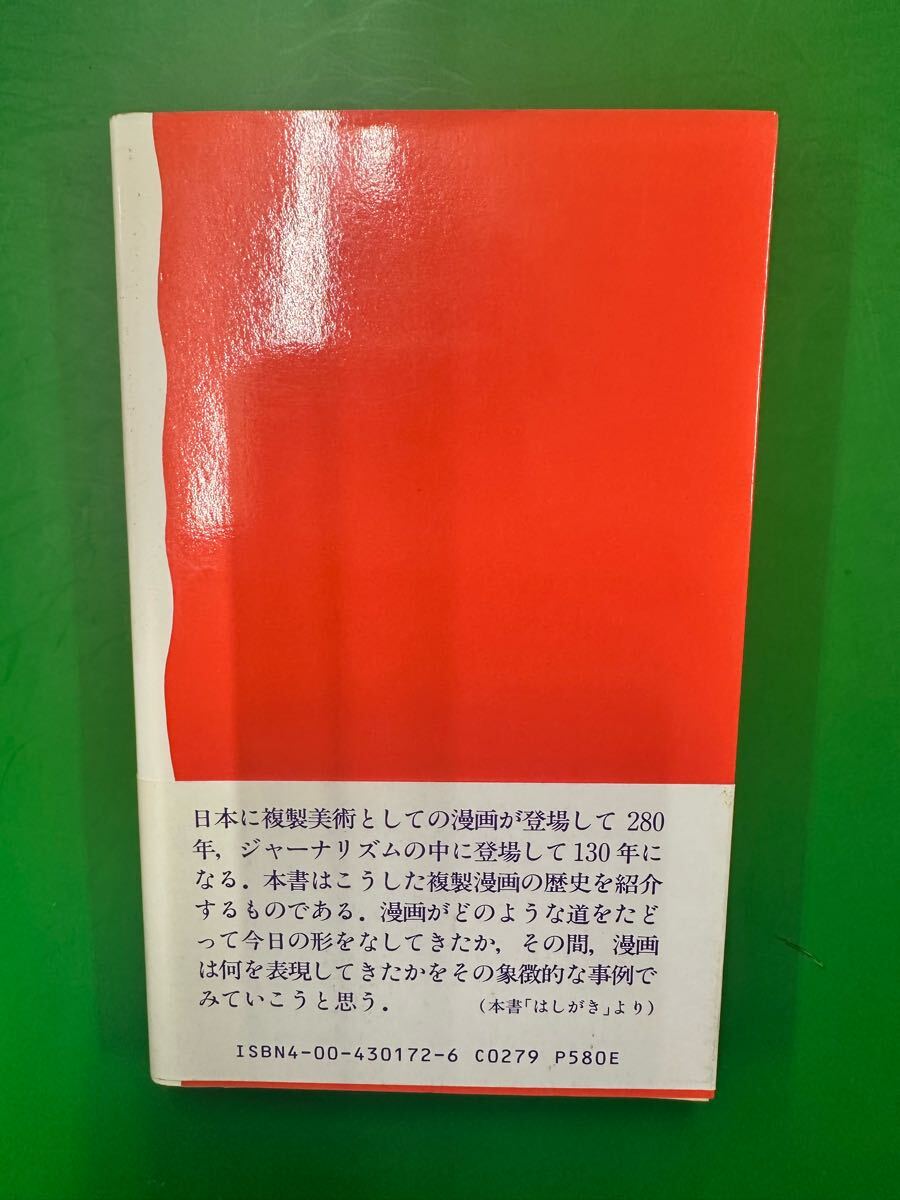 日本に複製美術としての漫画が登場して 280
年，ジャーナリズムの中に登場して 130 年に
なる．本書はこうした複製漫画の歴史を紹介
するものである．漫画がどのような道をたど
って今日の形をなしてきたか，その間，漫画
は何を表現してきたかをその象徴的な事例で
みていこうと思う．　（本書「はしがき」より）
ISBN4-00-430172-6 C0279 P580E